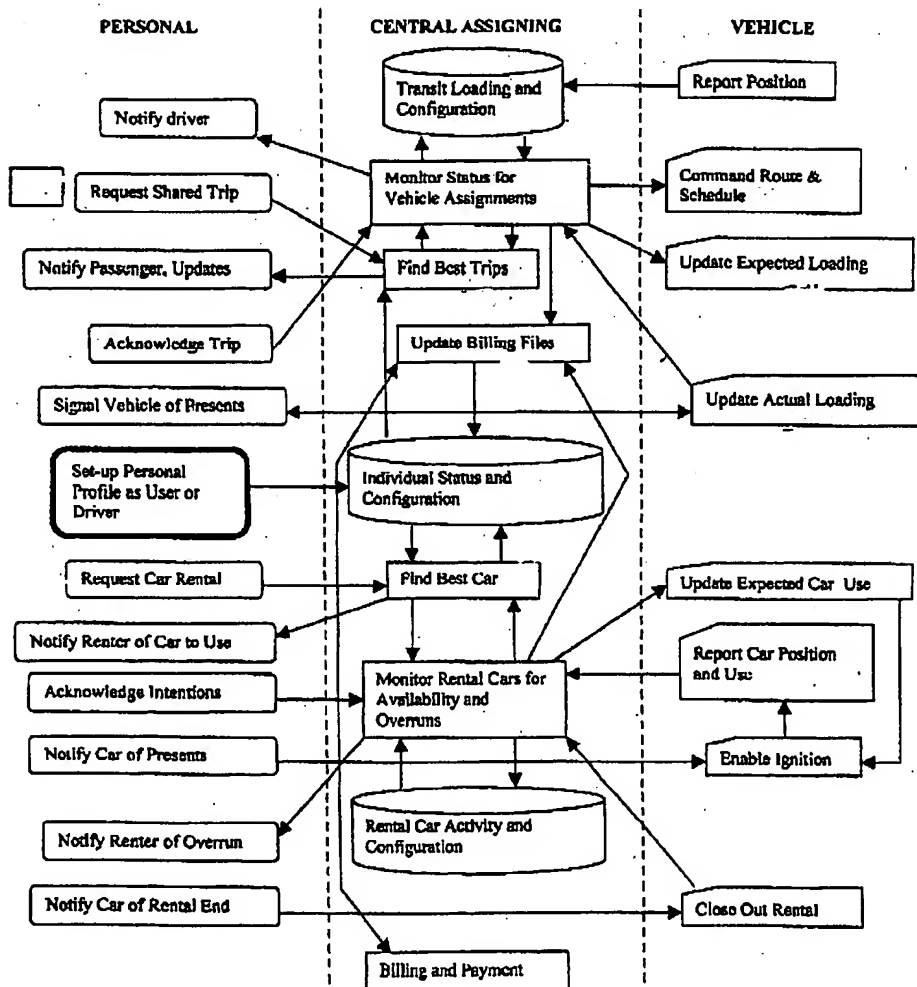 PERSONAL
CENTRAL ASSIGNING
VEHICLE
Transit Loading and
Configuration
Report Position
Notify driver
Monitor Status for
Vehicle Assignments
Command Route &
Schedule
Request Shared Trip
Notify Passenger, Updates
Find Best Trips
Update Expected Loading
Acknowledge Trip
Update Billing Files
Signal Vehicle of Presents
Update Actual Loading
Set-up Personal
Profile as User or
Driver
Individual Status and
Configuration
Request Car Rental
Find Best Car
Update Expected Car Use
Notify Renter of Car to Use
Report Car Position
and Use
Acknowledge Intentions
Monitor Rental Cars for
Availability and
Overruns
Notify Car of Presents
Enable Ignition
Rental Car Activity and
Configuration
Notify Renter of Overrun
Notify Car of Rental End
Close Out Rental
Billing and Payment